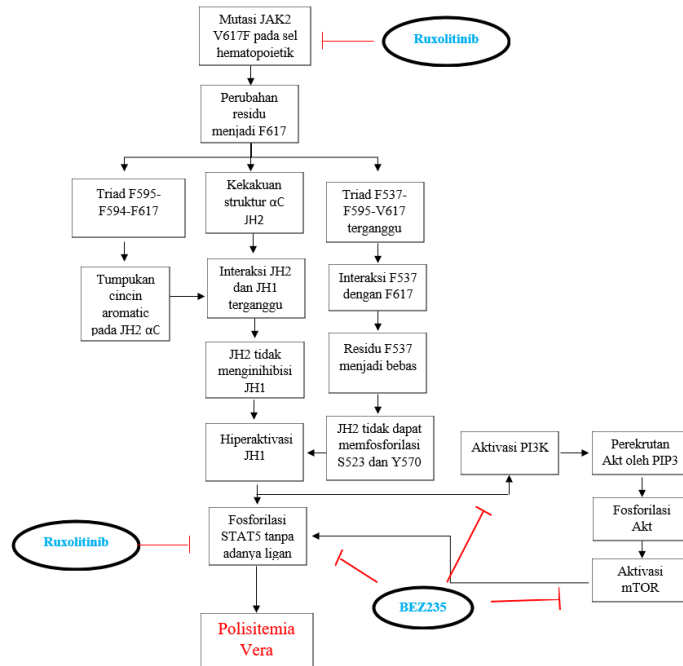 Mutasi JAK2
V617F pada sel
hematopoietik
Ruxolitinib
Perubahan
residu
menjadi F617
Triad F595-
F594-F617
Kekakuan
struktur αC
JH2
Triad F537-
F595-V617
terganggu
Tumpukan
cincin
aromatic
pada JH2 αC
Interaksi JH2
dan JH1
terganggu
Interaksi F537
dengan F617
JH2 tidak
menginhibisi
JH1
Residu F537
menjadi bebas
Hiperaktivasi
JH1
JH2 tidak dapat
memfosforilasi
S523 dan Y570
Aktivasi PI3K
Perekrutan
Akt oleh PIP3
Fosforilasi
Akt
Aktivasi
mTOR
Ruxolitinib
Fosforilasi
STAT5 tanpa
adanya ligan
BEZ235
Polisitemia
Vera